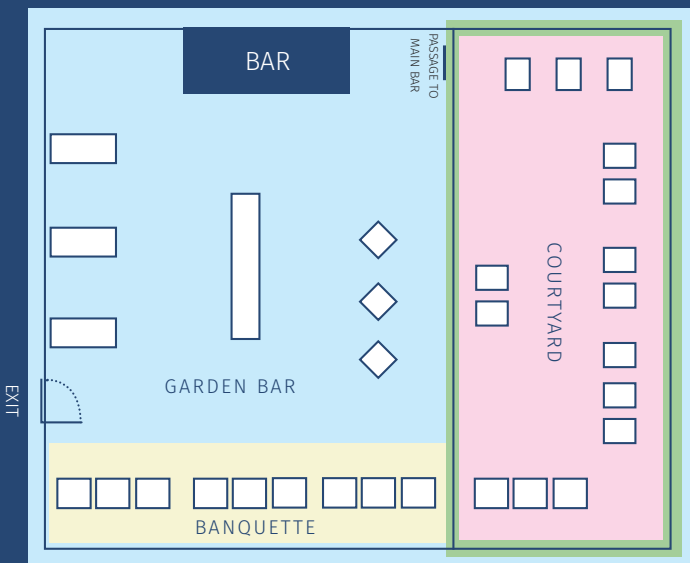 BAR
PASSAGE TO
MAIN BAR
COURTYARD
GARDEN BAR
EXIT
BANQUETTE